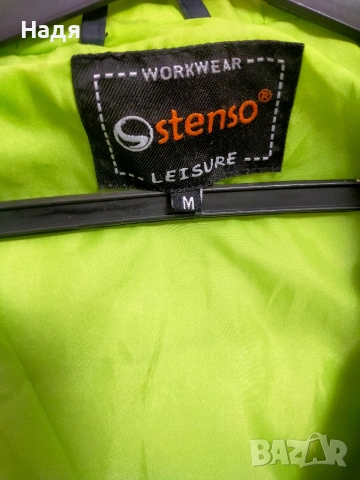 Надя
WORKWEAR
stenso®
LEISURE
M
BAZAR